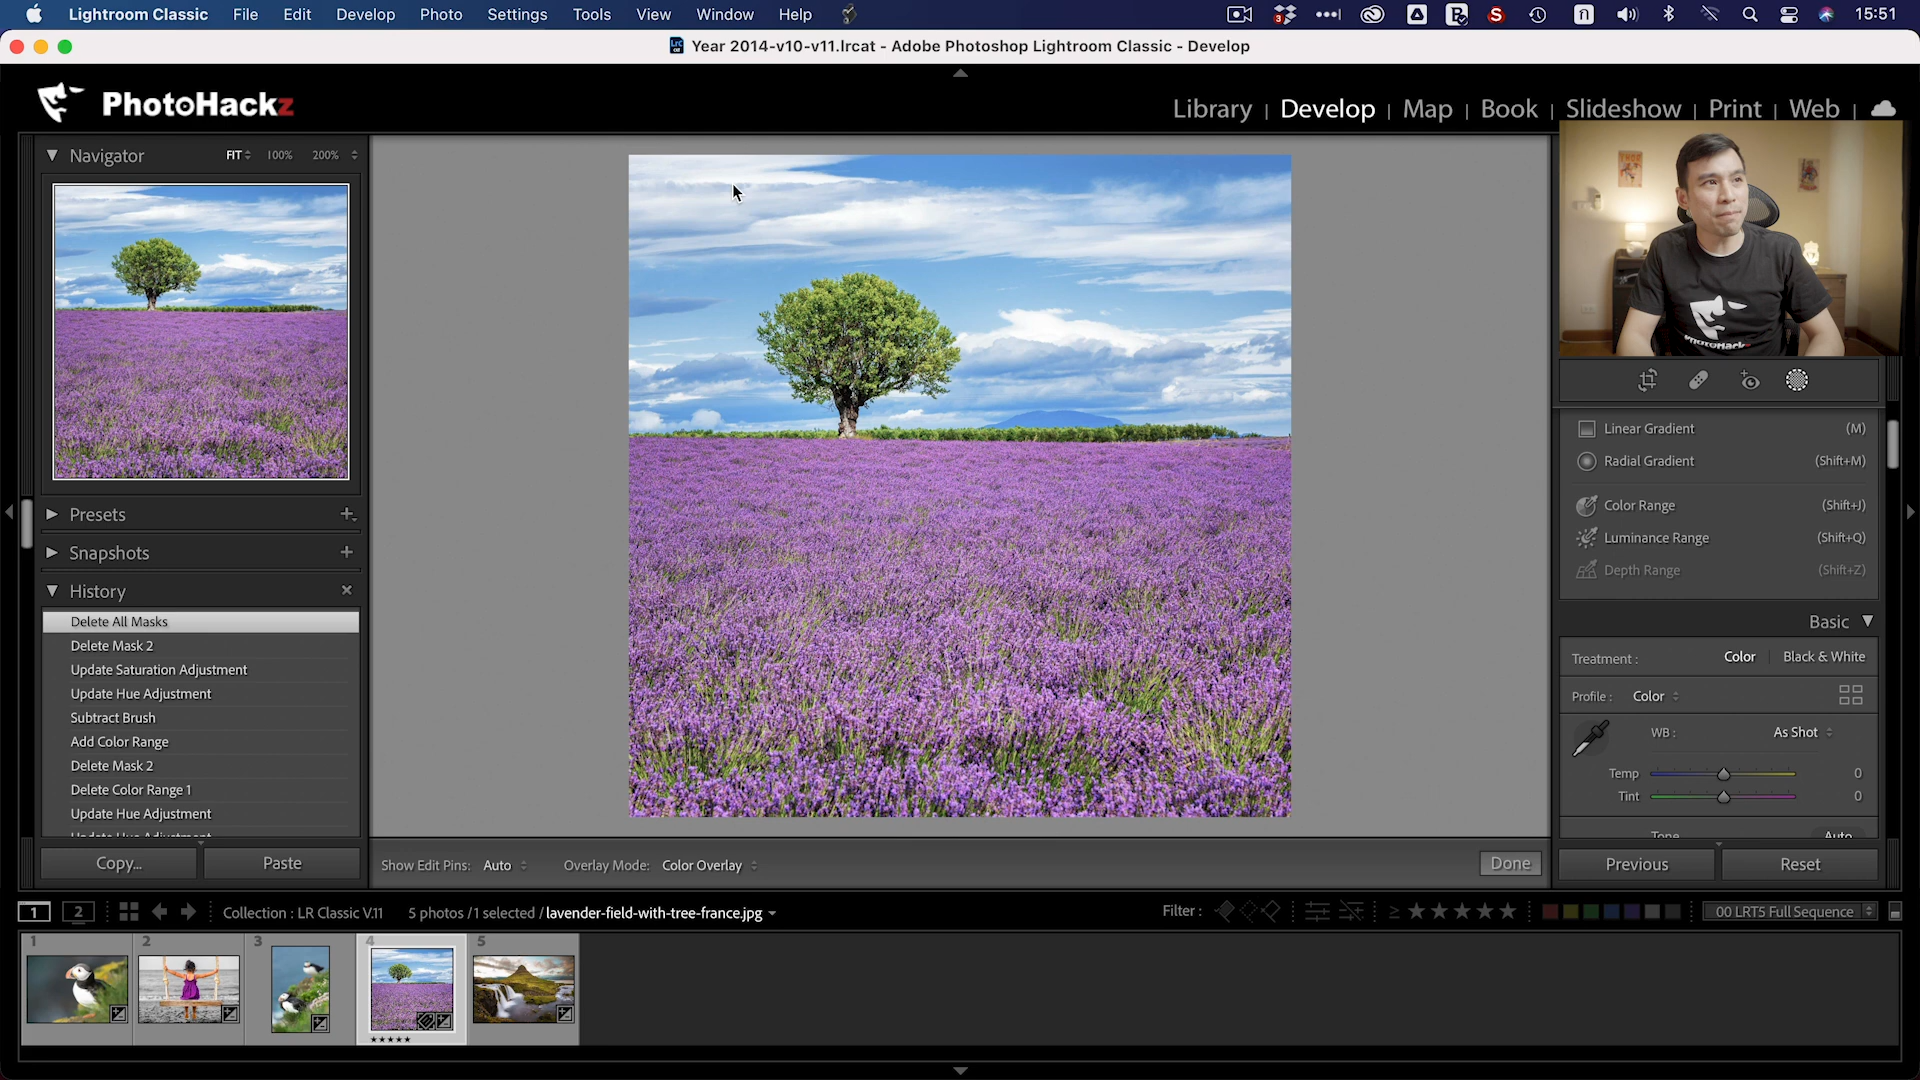 Lightroom Classic File Edit Develop Photo Settings Tools View Window Help 15:51
Year 2014-v10-v11.lrcat - Adobe Photoshop Lightroom Classic - Develop
PhotoHackz
Library | Develop | Map | Book | Slideshow | Print | Web |
Navigator FIT 100% 200%
Linear Gradient (M)
Radial Gradient (Shift+M)
Color Range (Shift+J)
Luminance Range (Shift+Q)
Depth Range (Shift+Z)
Presets
Snapshots
History
Delete All Masks
Delete Mask 2
Update Saturation Adjustment
Update Hue Adjustment
Subtract Brush
Add Color Range
Delete Mask 2
Delete Color Range 1
Update Hue Adjustment
Update Hue Adjustment
Basic
Treatment : Color Black & White
Profile : Color
WB : As Shot
Temp 0
Tint 0
Tone Auto
Copy... Paste
Show Edit Pins: Auto Overlay Mode: Color Overlay Done
Previous Reset
1 2 Collection : LR Classic V.11 5 photos / 1 selected / lavender-field-with-tree-france.jpg Filter : 00 LRT5 Full Sequence
1 2 3 4 5